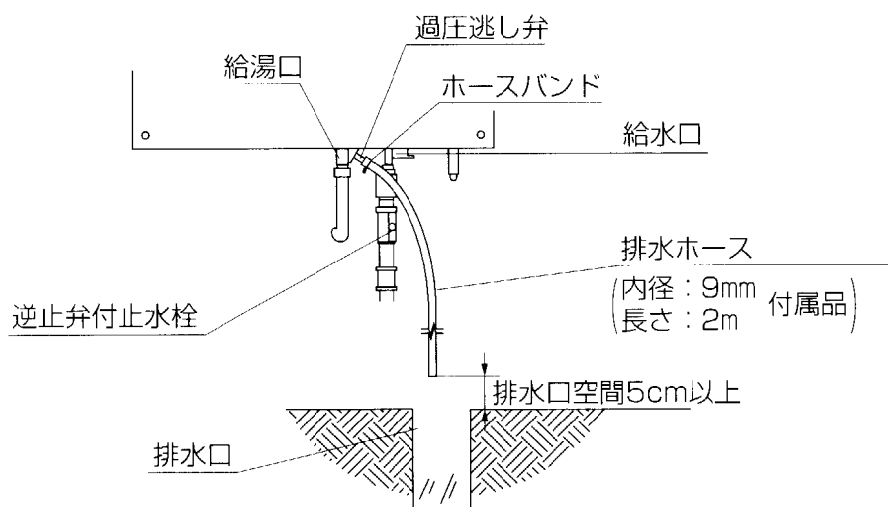 過圧逃し弁
給湯口
ホースバンド
給水口
排水ホース
(内径：9mm
長さ：2m 付属品)
逆止弁付止水栓
排水口空間5cm以上
排水口